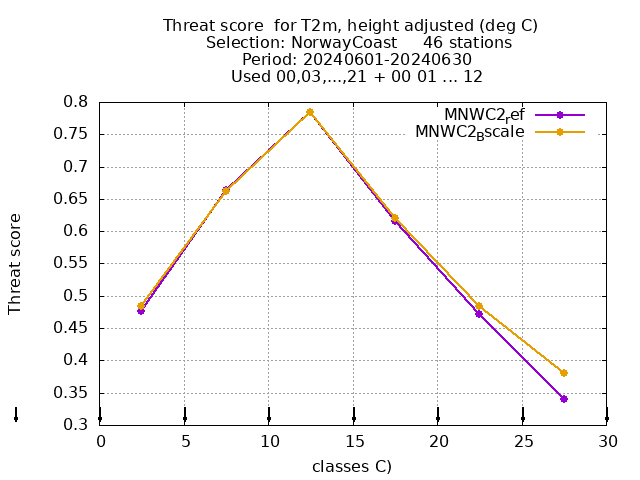 Threat score  for T2m, height adjusted (deg C)
Selection: NorwayCoast     46 stations
Period: 20240601-20240630
Used 00,03,...,21 + 00 01 ... 12
MNWC2ref
MNWC2Bscale
0.8
0.75
0.7
0.65
0.6
0.55
0.5
0.45
0.4
0.35
0.3
Threat score
0 5 10 15 20 25 30
classes C)